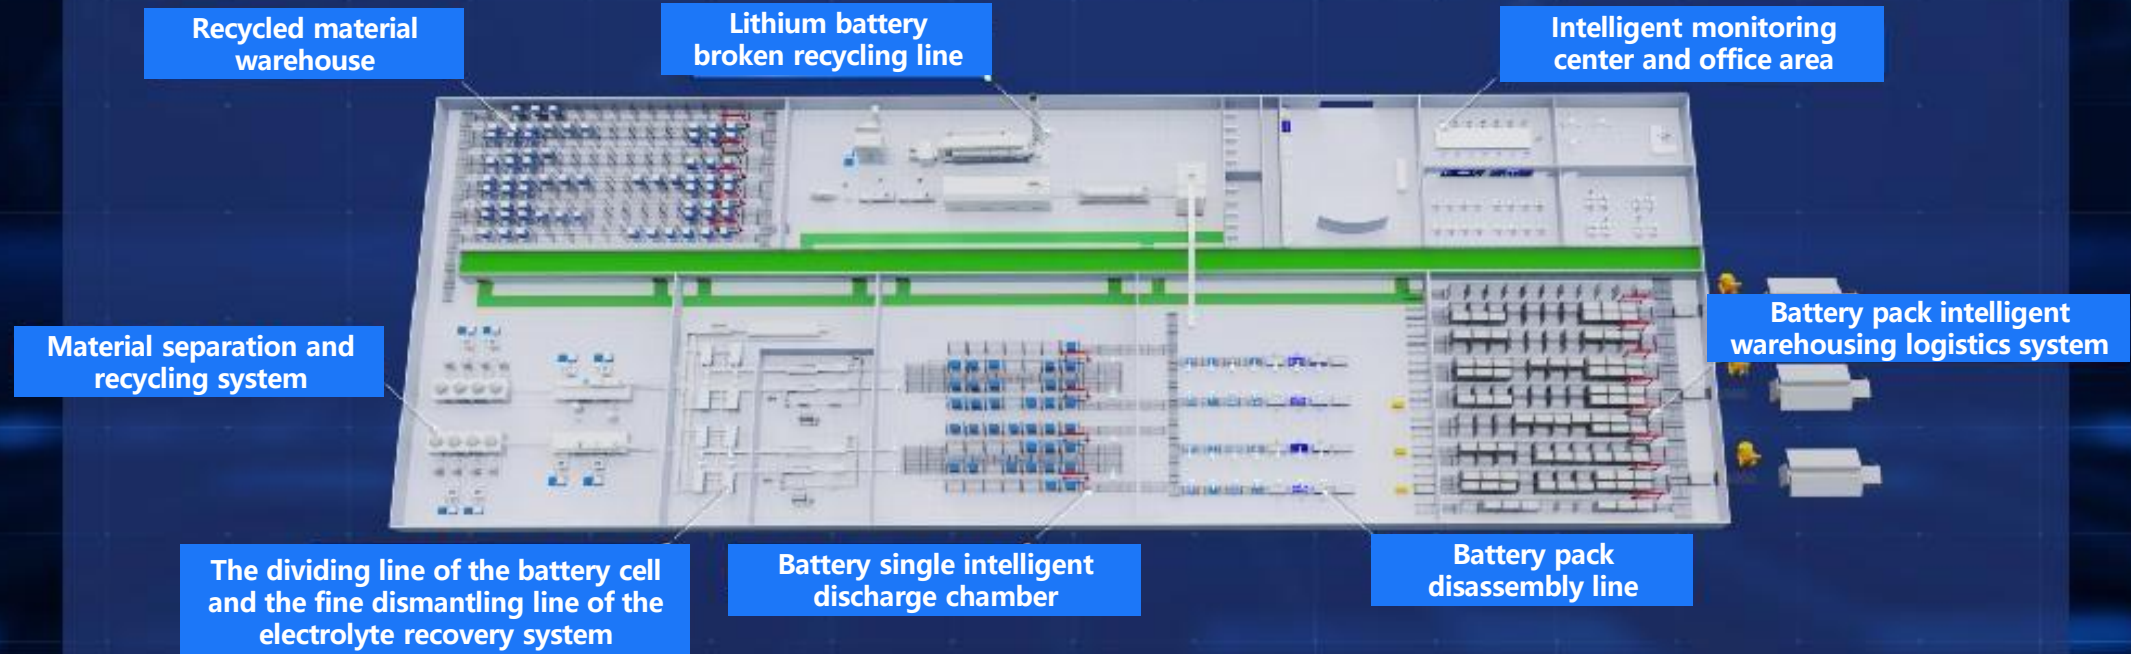 Recycled material
warehouse
Lithium battery
broken recycling line
Intelligent monitoring
center and office area
Material separation and
recycling system
Battery pack intelligent
warehousing logistics system
The dividing line of the battery cell
and the fine dismantling line of the
electrolyte recovery system
Battery single intelligent
discharge chamber
Battery pack
disassembly line